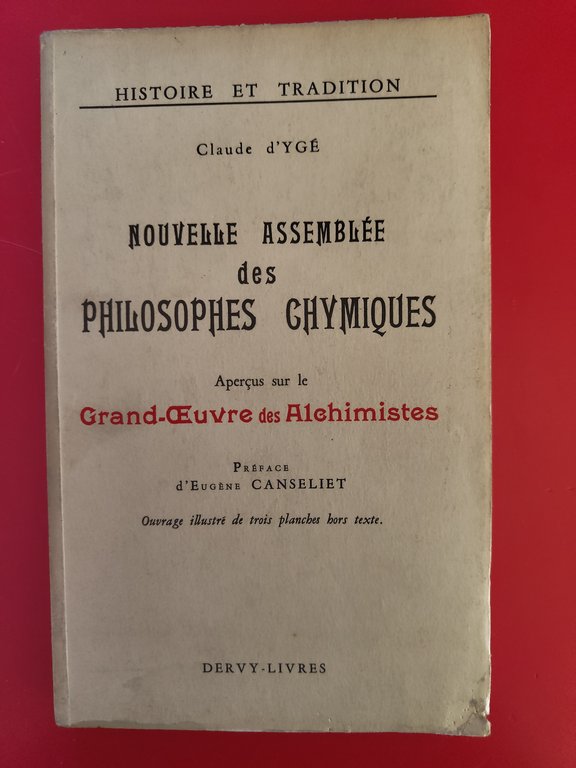 HISTOIRE ET TRADITION
Claude d'YGÉ
NOUVELLE ASSEMBLÉE
des
PHILOSOPHES CHYMIQUES
Aperçus sur le
Grand-Œuvre des Alchimistes
PRÉFACE
d'EUGÈNE CANSELIET
Ouvrage illustré de trois planches hors texte.
DERVY-LIVRES